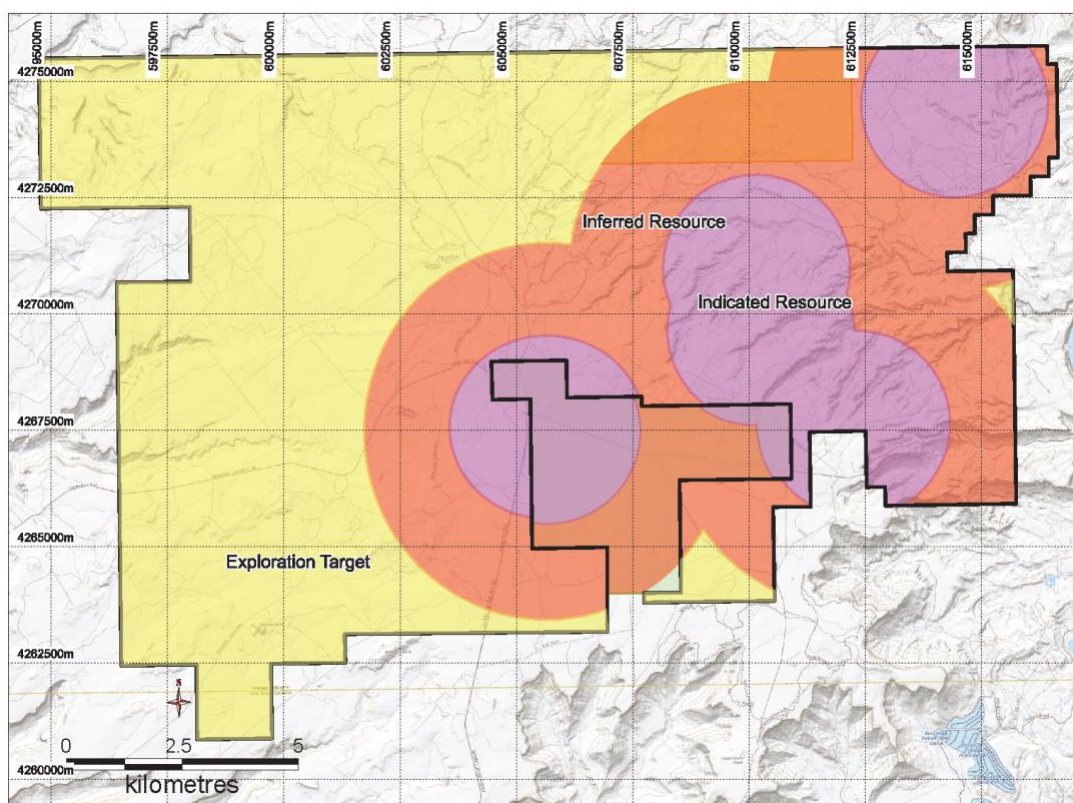 595000m
597500m
600000m
602500m
605000m
607500m
610000m
612500m
615000m
4275000m
4272500m
Inferred Resource
Indicated Resource
4270000m
4267500m
4265000m
Exploration Target
4262500m
N
0 2.5 5
kilometres
4260000m